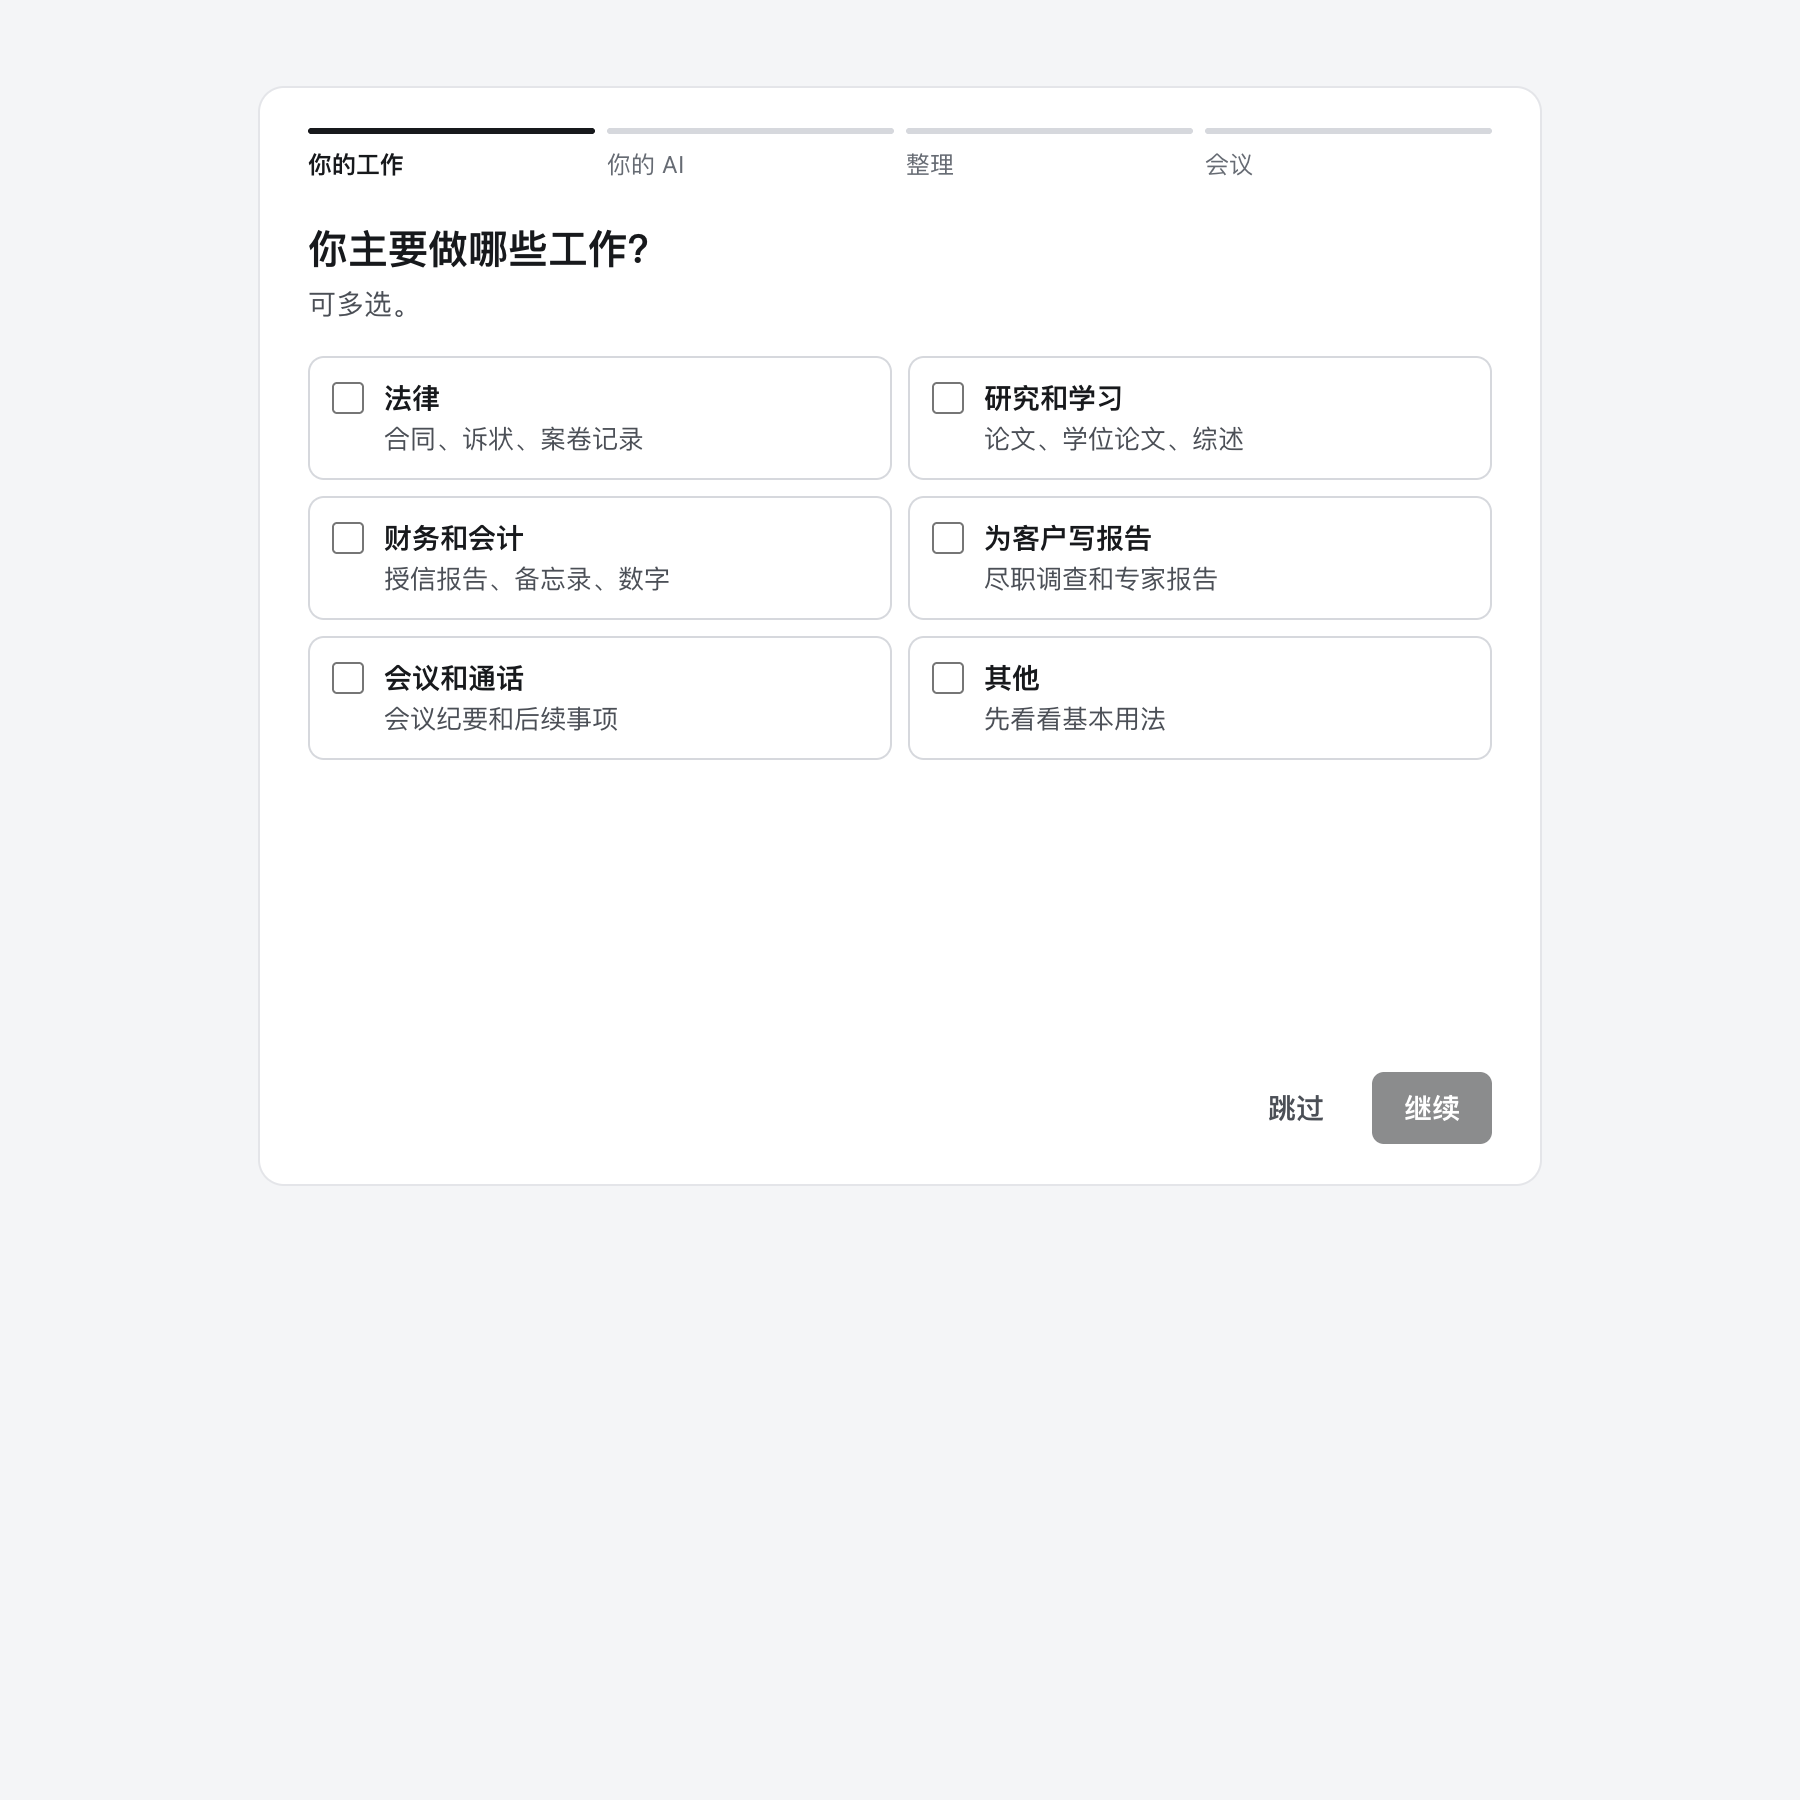 你的工作
你的 AI
整理
会议
你主要做哪些工作?
可多选。
法律
合同、诉状、案卷记录
研究和学习
论文、学位论文、综述
财务和会计
授信报告、备忘录、数字
为客户写报告
尽职调查和专家报告
会议和通话
会议纪要和后续事项
其他
先看看基本用法
跳过
继续